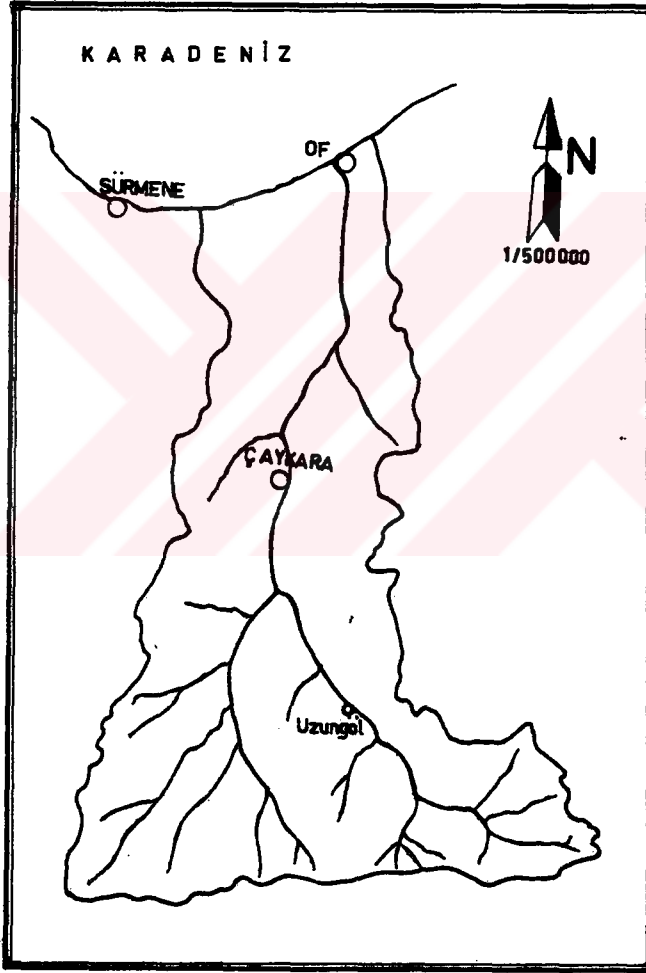 KARADENİZ
OF
SÜRMENE
N
1/500000
ÇAYKARA
Uzungöl